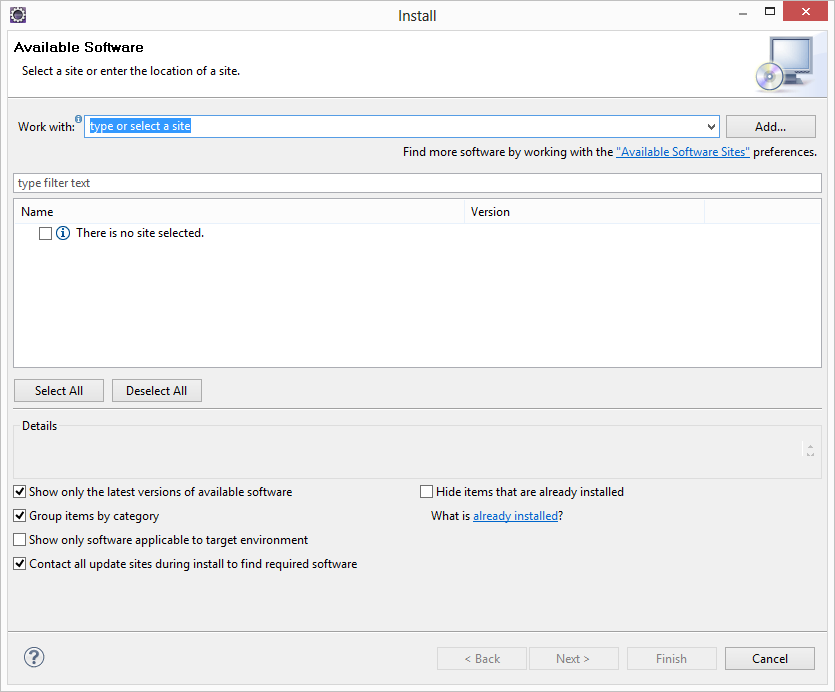 Install
Available Software
Select a site or enter the location of a site.
Work with: type or select a site Add...
Find more software by working with the "Available Software Sites" preferences.
type filter text
Name Version
There is no site selected.
Select All Deselect All
Details
Show only the latest versions of available software Hide items that are already installed
Group items by category What is already installed?
Show only software applicable to target environment
Contact all update sites during install to find required software
< Back Next > Finish Cancel